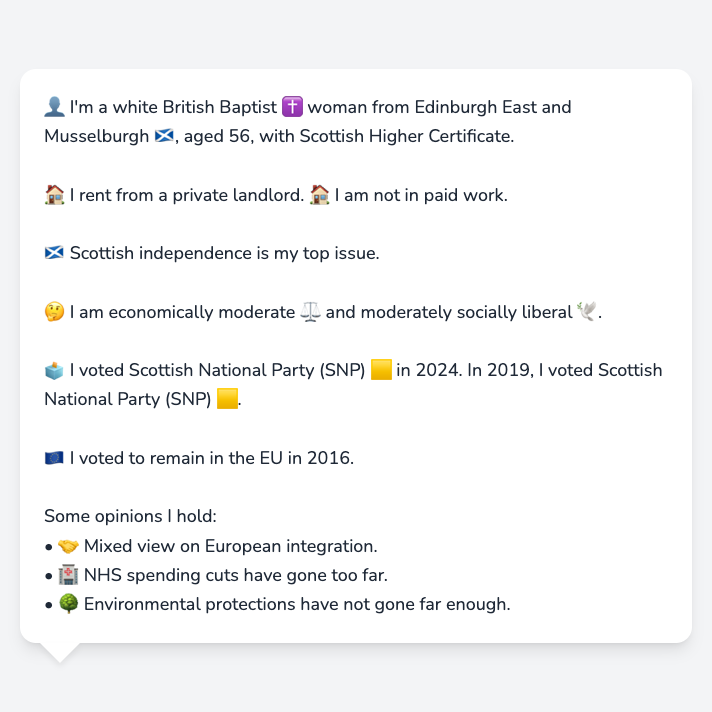 👤 I'm a white British Baptist ✝️ woman from Edinburgh East and
Musselburgh 🏴󠁧󠁢󠁳󠁣󠁴󠁿, aged 56, with Scottish Higher Certificate.
🏠 I rent from a private landlord. 🏠 I am not in paid work.
🏴󠁧󠁢󠁳󠁣󠁴󠁿 Scottish independence is my top issue.
🤔 I am economically moderate ⚖️ and moderately socially liberal 🕊️.
🗳️ I voted Scottish National Party (SNP) 🟨 in 2024. In 2019, I voted Scottish
National Party (SNP) 🟨.
🇪🇺 I voted to remain in the EU in 2016.
Some opinions I hold:
• 🤝 Mixed view on European integration.
• 🏥 NHS spending cuts have gone too far.
• 🌳 Environmental protections have not gone far enough.